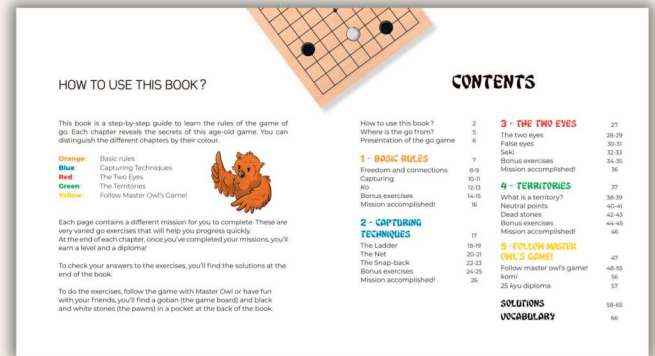 HOW TO USE THIS BOOK?
This book is a step-by-step guide to learn the rules of the game of
go. Each chapter reveals the secrets of this age-old game. You can
distinguish the different chapters by their colour.
Orange: Basic rules
Blue: Capturing Techniques
Red: The Two Eyes
Green: The Territories
Yellow: Follow Master Owl's Game!
Each page contains a different mission for you to complete. These are
very varied go exercises that will help you progress quickly.
At the end of each chapter, once you've completed your missions, you'll
earn a level and a diploma!
To check your answers to the exercises, you'll find the solutions at the
end of the book.
To do the exercises, follow the game with Master Owl or have fun
with your friends, you'll find a goban (the game board) and black
and white stones (the pawns) in a pocket at the back of the book.
CONTENTS
How to use this book? 2
Where is the go from? 5
Presentation of the go game 6
1 - BASIC RULES 7
Freedom and connections 8-9
Capturing 10-11
Ko 12-13
Bonus exercises 14-15
Mission accomplished! 16
2 - CAPTURING
TECHNIQUES 17
The Ladder 18-19
The Net 20-21
The Snap-back 22-23
Bonus exercises 24-25
Mission accomplished! 26
3 - THE TWO EYES 27
The two eyes 28-29
False eyes 30-31
Seki 32-33
Bonus exercises 34-35
Mission accomplished! 36
4 - TERRITORIES 37
What is a territory? 38-39
Neutral points 40-41
Dead stones 42-43
Bonus exercises 44-45
Mission accomplished! 46
5-FOLLOW MASTER
OWL'S GAME! 47
Follow master owl's game! 48-55
Komi 56
25 kyu diploma 57
SOLUTIONS 58-65
VOCABULARY 66